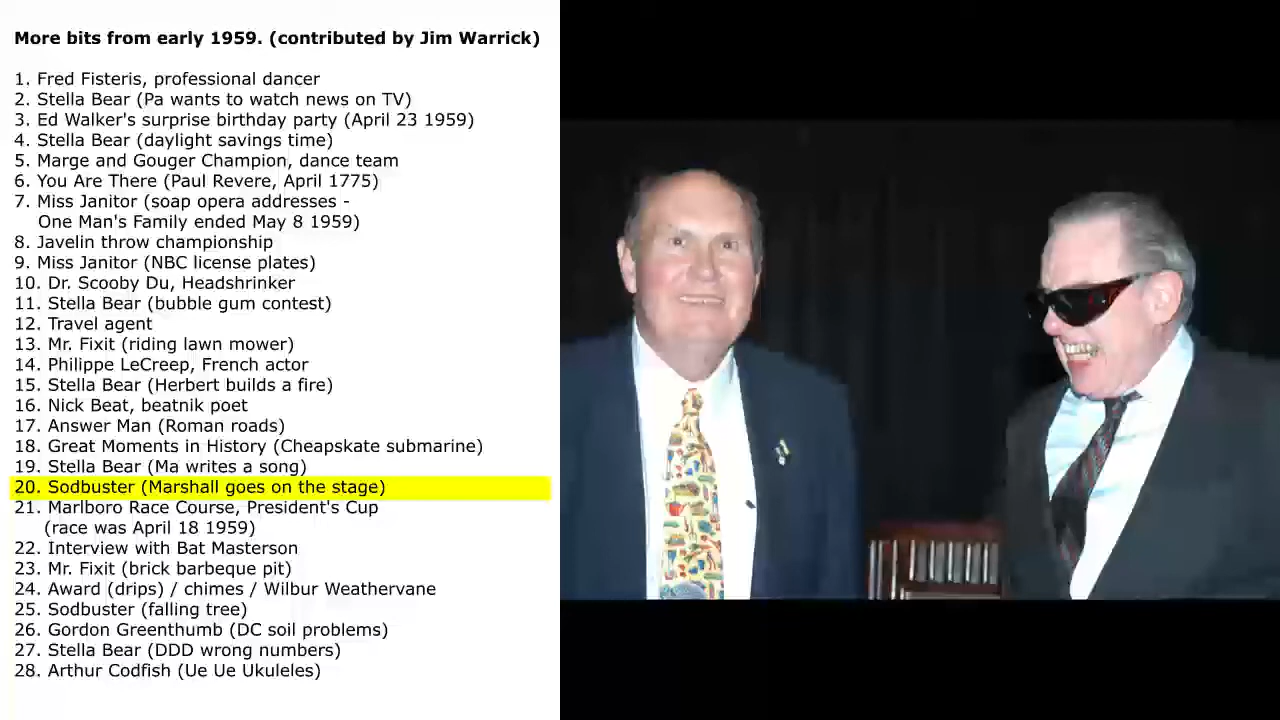 More bits from early 1959. (contributed by Jim Warrick)
1. Fred Fisteris, professional dancer
2. Stella Bear (Pa wants to watch news on TV)
3. Ed Walker's surprise birthday party (April 23 1959)
4. Stella Bear (daylight savings time)
5. Marge and Gouger Champion, dance team
6. You Are There (Paul Revere, April 1775)
7. Miss Janitor (soap opera addresses -
One Man's Family ended May 8 1959)
8. Javelin throw championship
9. Miss Janitor (NBC license plates)
10. Dr. Scooby Du, Headshrinker
11. Stella Bear (bubble gum contest)
12. Travel agent
13. Mr. Fixit (riding lawn mower)
14. Philippe LeCreep, French actor
15. Stella Bear (Herbert builds a fire)
16. Nick Beat, beatnik poet
17. Answer Man (Roman roads)
18. Great Moments in History (Cheapskate submarine)
19. Stella Bear (Ma writes a song)
20. Sodbuster (Marshall goes on the stage)
21. Marlboro Race Course, President's Cup
(race was April 18 1959)
22. Interview with Bat Masterson
23. Mr. Fixit (brick barbeque pit)
24. Award (drips) / chimes / Wilbur Weathervane
25. Sodbuster (falling tree)
26. Gordon Greenthumb (DC soil problems)
27. Stella Bear (DDD wrong numbers)
28. Arthur Codfish (Ue Ue Ukuleles)